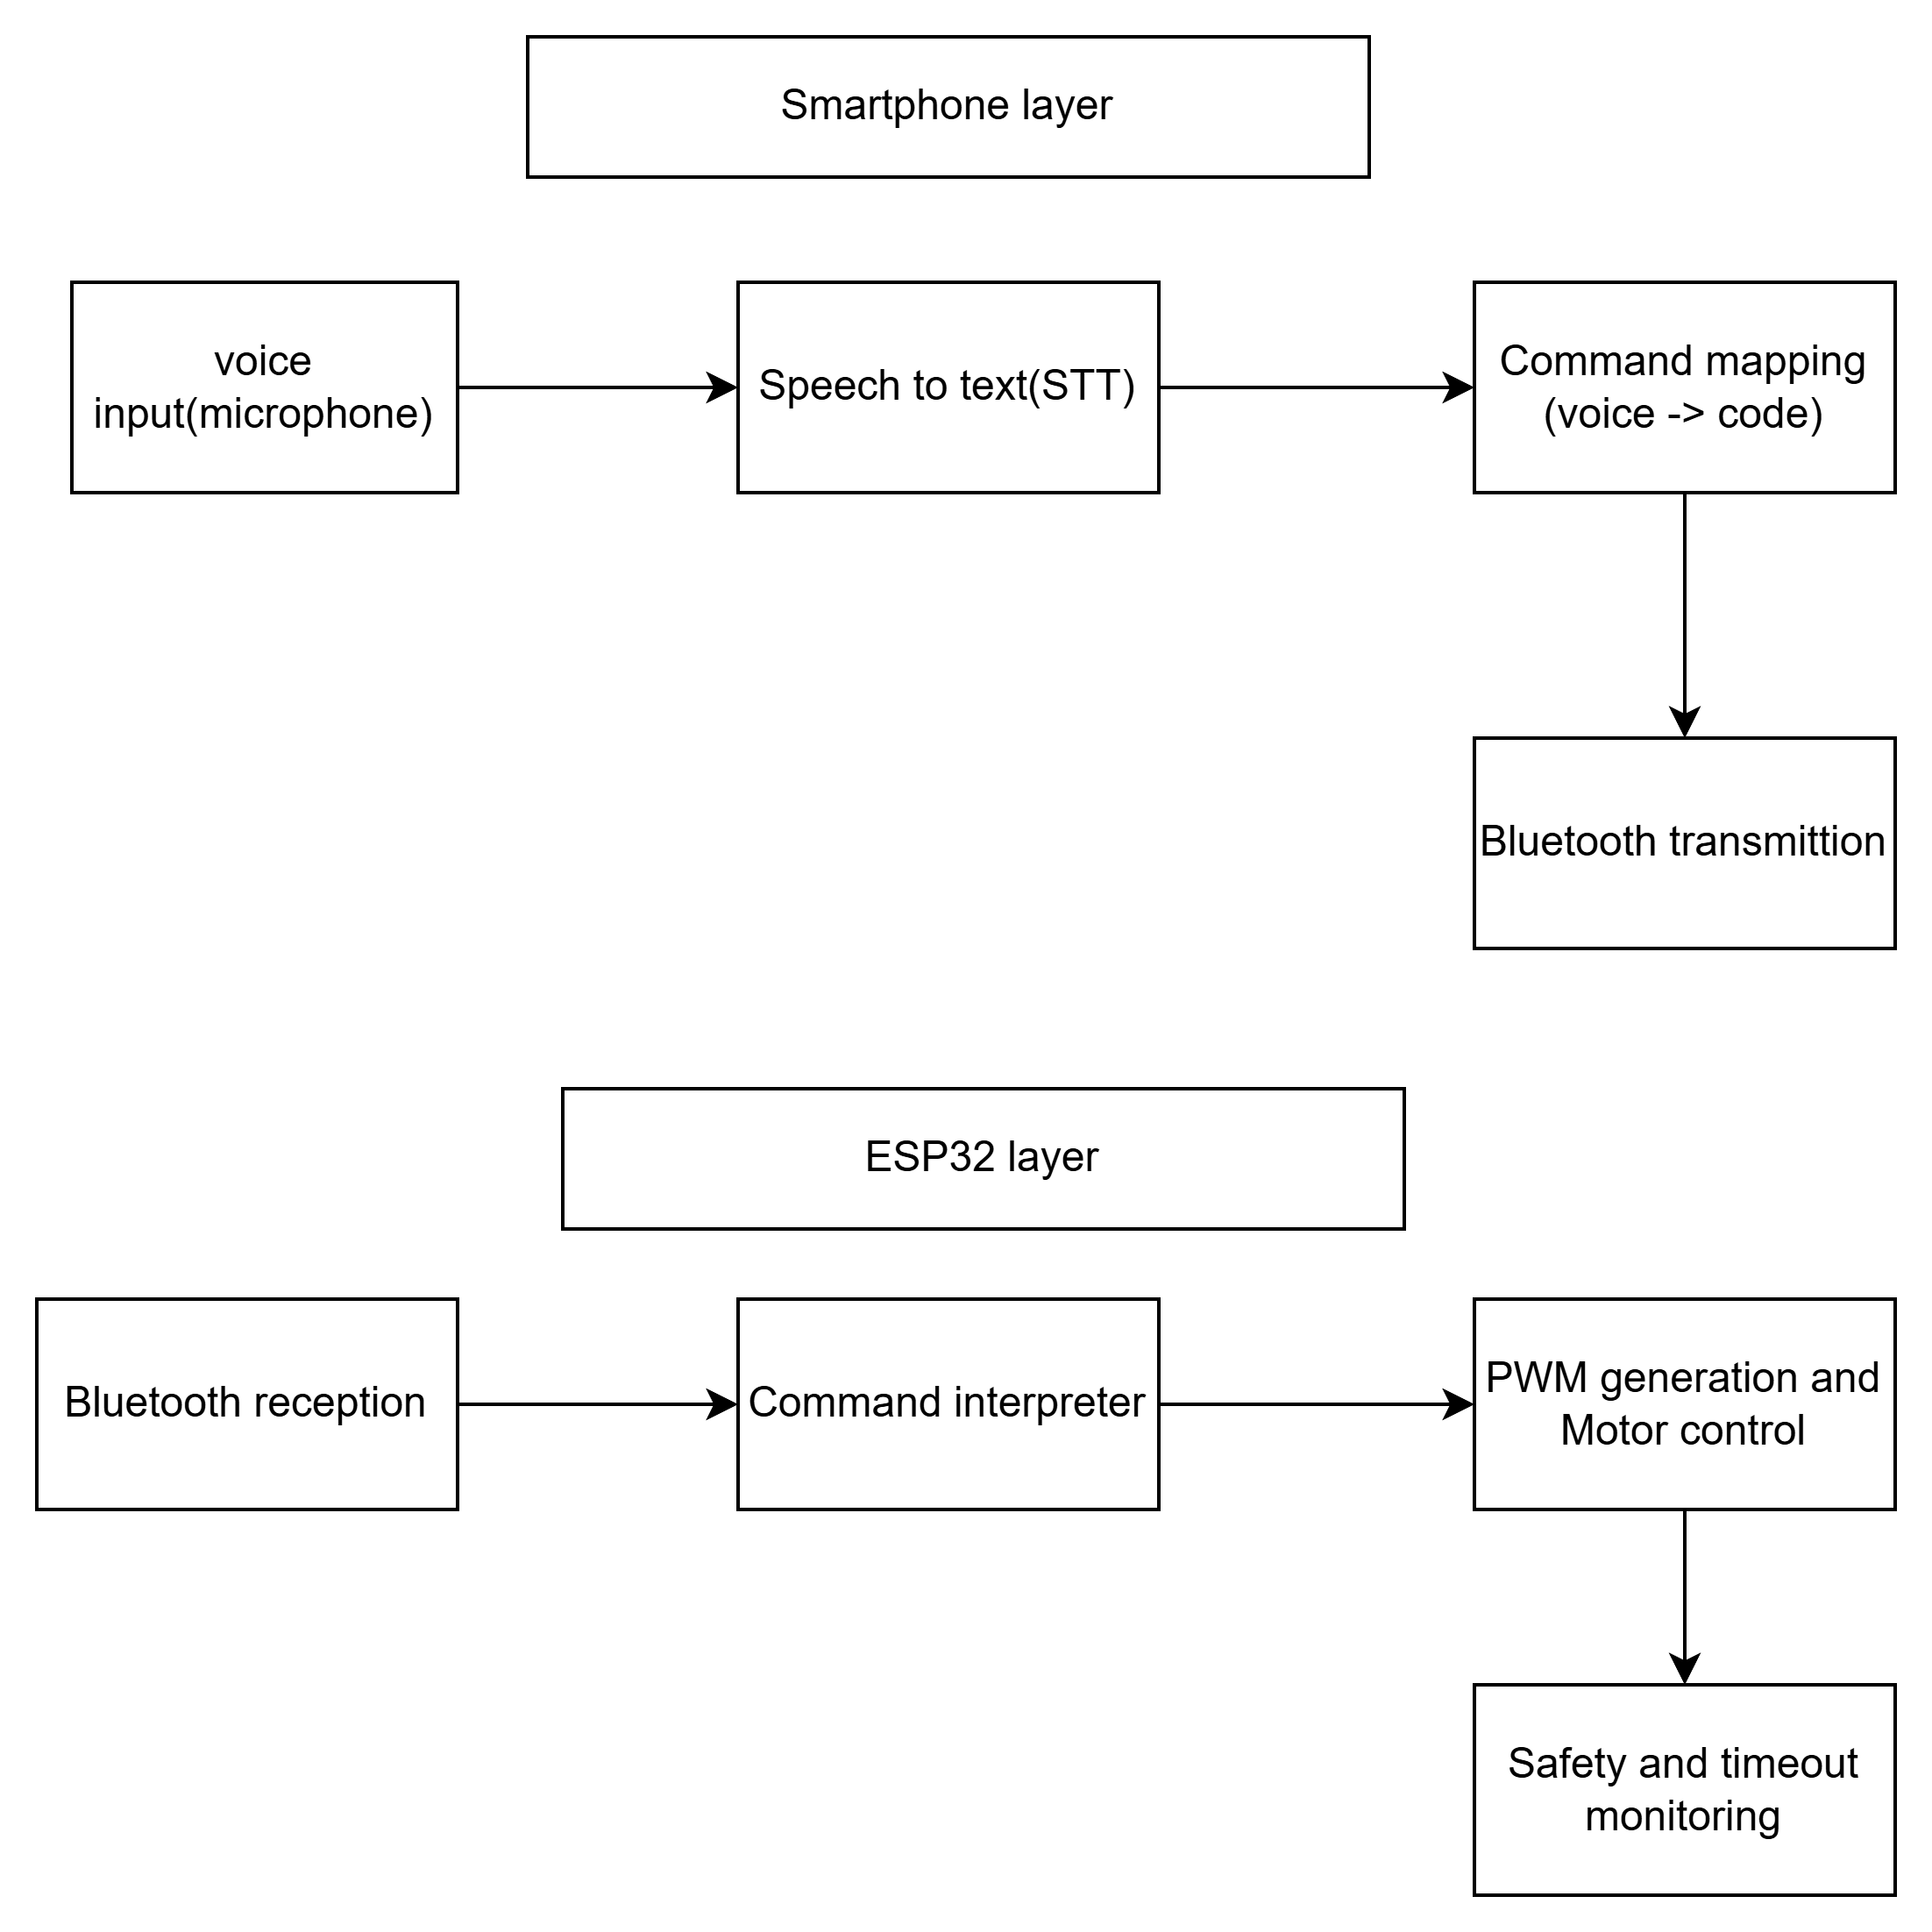 Smartphone layer
voice
input(microphone)
Speech to text(STT)
Command mapping
(voice -> code)
Bluetooth transmittion
ESP32 layer
Bluetooth reception
Command interpreter
PWM generation and
Motor control
Safety and timeout
monitoring